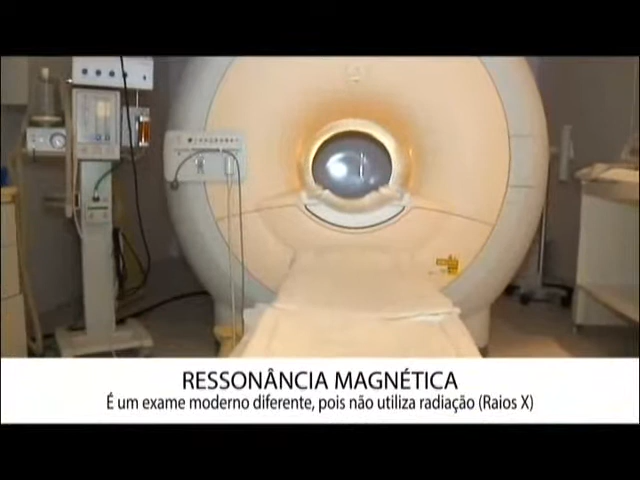 RESSONÂNCIA MAGNÉTICA
É um exame moderno diferente, pois não utiliza radiação (Raios X)